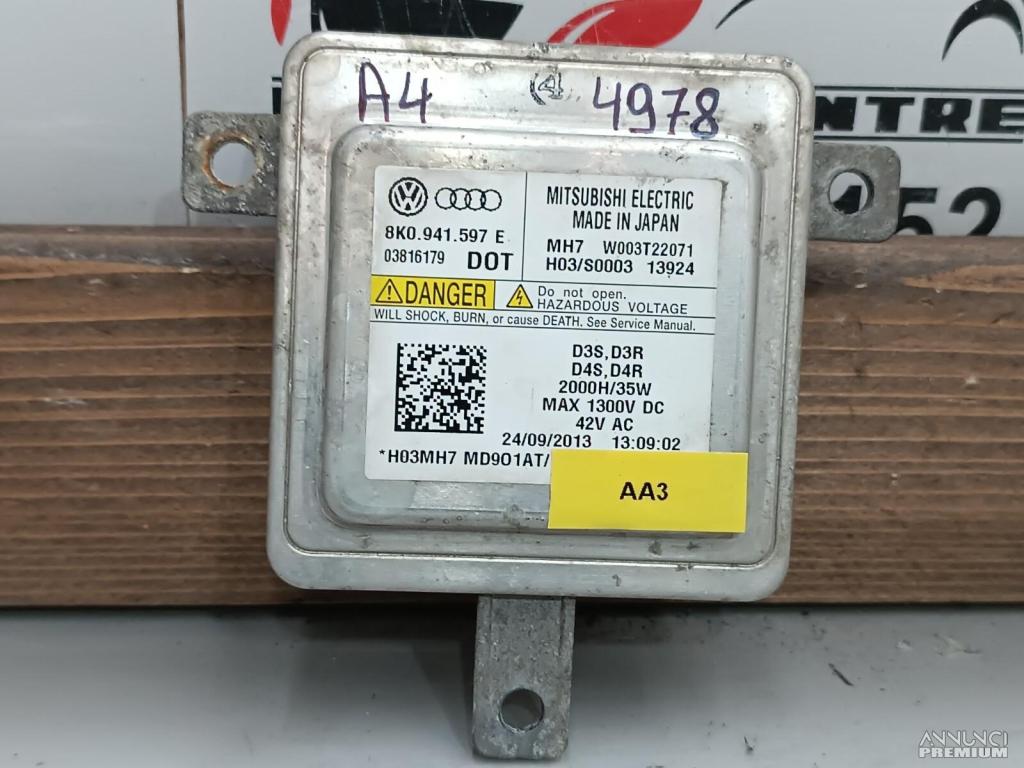 A4 4 4978
NTRE
52
8K0.941.597 E
03816179 DOT
MITSUBISHI ELECTRIC
MADE IN JAPAN
MH7 W003T22071
H03/S0003 13924
DANGER
Do not open.
HAZARDOUS VOLTAGE
WILL SHOCK, BURN, or cause DEATH. See Service Manual.
D3S,D3R
D4S,D4R
2000H/35W
MAX 1300V DC
42V AC
24/09/2013 13:09:02
*H03MH7 MD901AT/
AA3
ANNUNCI
PREMIUM